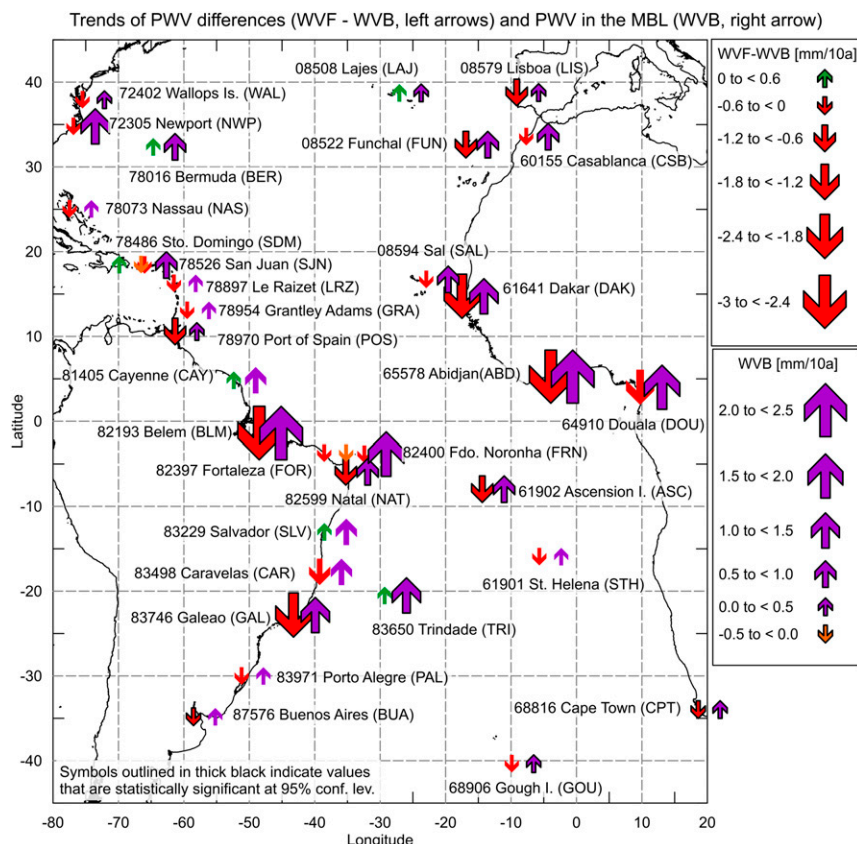 Trends of PWV differences (WVF - WVB, left arrows) and PWV in the MBL (WVB, right arrow)
08508 Lajes (LAJ)
08579 Lisboa (LIS)
72402 Wallops Is. (WAL)
72305 Newport (NWP)
08522 Funchal (FUN)
60155 Casablanca (CSB)
78016 Bermuda (BER)
78073 Nassau (NAS)
78486 Sto. Domingo (SDM)
08594 Sal (SAL)
78526 San Juan (SJN)
78897 Le Raizet (LRZ)
61641 Dakar (DAK)
78954 Grantley Adams (GRA)
78970 Port of Spain (POS)
81405 Cayenne (CAY)
65578 Abidjan(ABD)
82193 Belem (BLM)
64910 Douala (DOU)
82400 Fdo. Noronha (FRN)
82397 Fortaleza (FOR)
82599 Natal (NAT)
61902 Ascension I. (ASC)
83229 Salvador (SLV)
83498 Caravelas (CAR)
61901 St. Helena (STH)
83746 Galeao (GAL)
83650 Trindade (TRI)
83971 Porto Alegre (PAL)
87576 Buenos Aires (BUA)
68816 Cape Town (CPT)
68906 Gough I. (GOU)
Symbols outlined in thick black indicate values
that are statistically significant at 95% conf. lev.
Latitude
40
30
20
10
0
-10
-20
-30
-40
-80 -70 -60 -50 -40 -30 -20 -10 0 10 20
Longitude
WVF-WVB [mm/10a]
0 to < 0.6
-0.6 to < 0
-1.2 to < -0.6
-1.8 to < -1.2
-2.4 to < -1.8
-3 to < -2.4
WVB [mm/10a]
2.0 to < 2.5
1.5 to < 2.0
1.0 to < 1.5
0.5 to < 1.0
0.0 to < 0.5
-0.5 to < 0.0